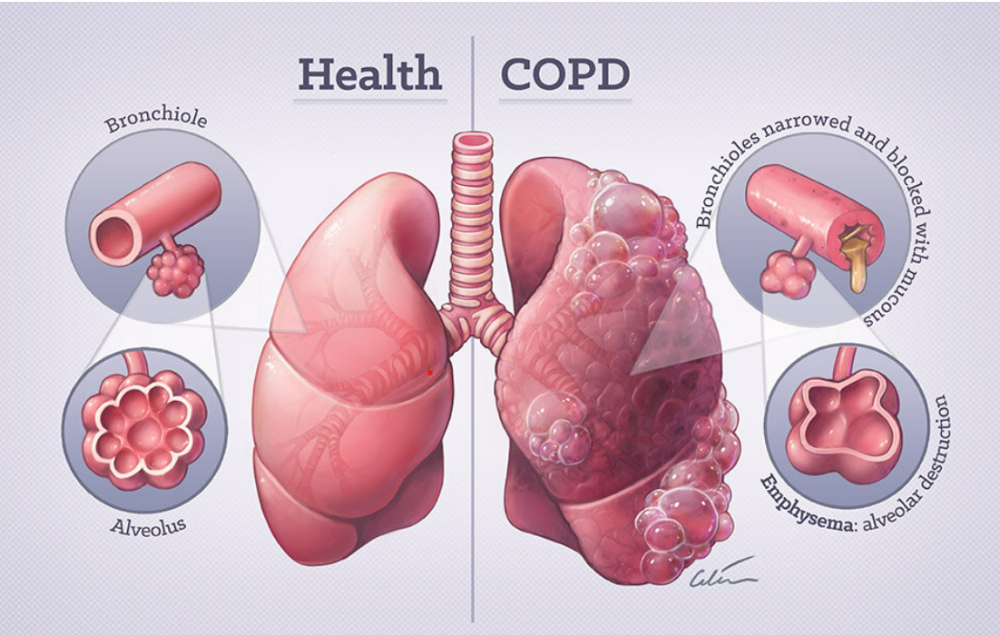 Health
COPD
Bronchiole
Bronchioles narrowed and blocked with mucous
Alveolus
Emphysema: alveolar destruction